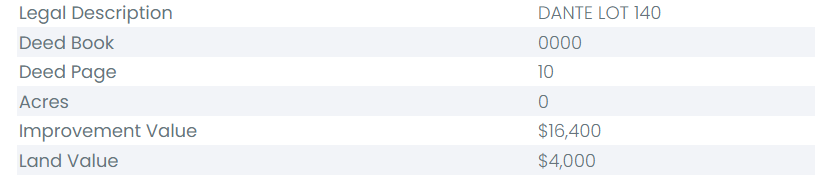 Legal Description DANTE LOT 140
Deed Book 0000
Deed Page 10
Acres 0
Improvement Value $16,400
Land Value $4,000